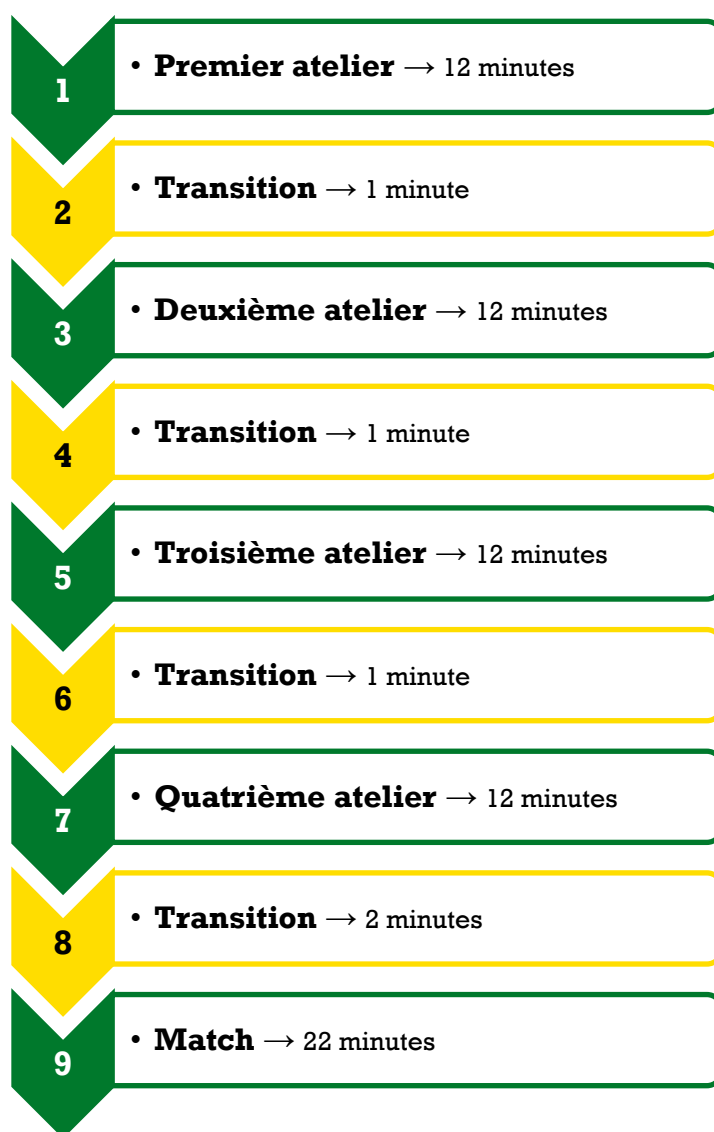 1
• Premier atelier → 12 minutes
2
• Transition → 1 minute
3
• Deuxième atelier → 12 minutes
4
• Transition → 1 minute
5
• Troisième atelier → 12 minutes
6
• Transition → 1 minute
7
• Quatrième atelier → 12 minutes
8
• Transition → 2 minutes
9
• Match → 22 minutes